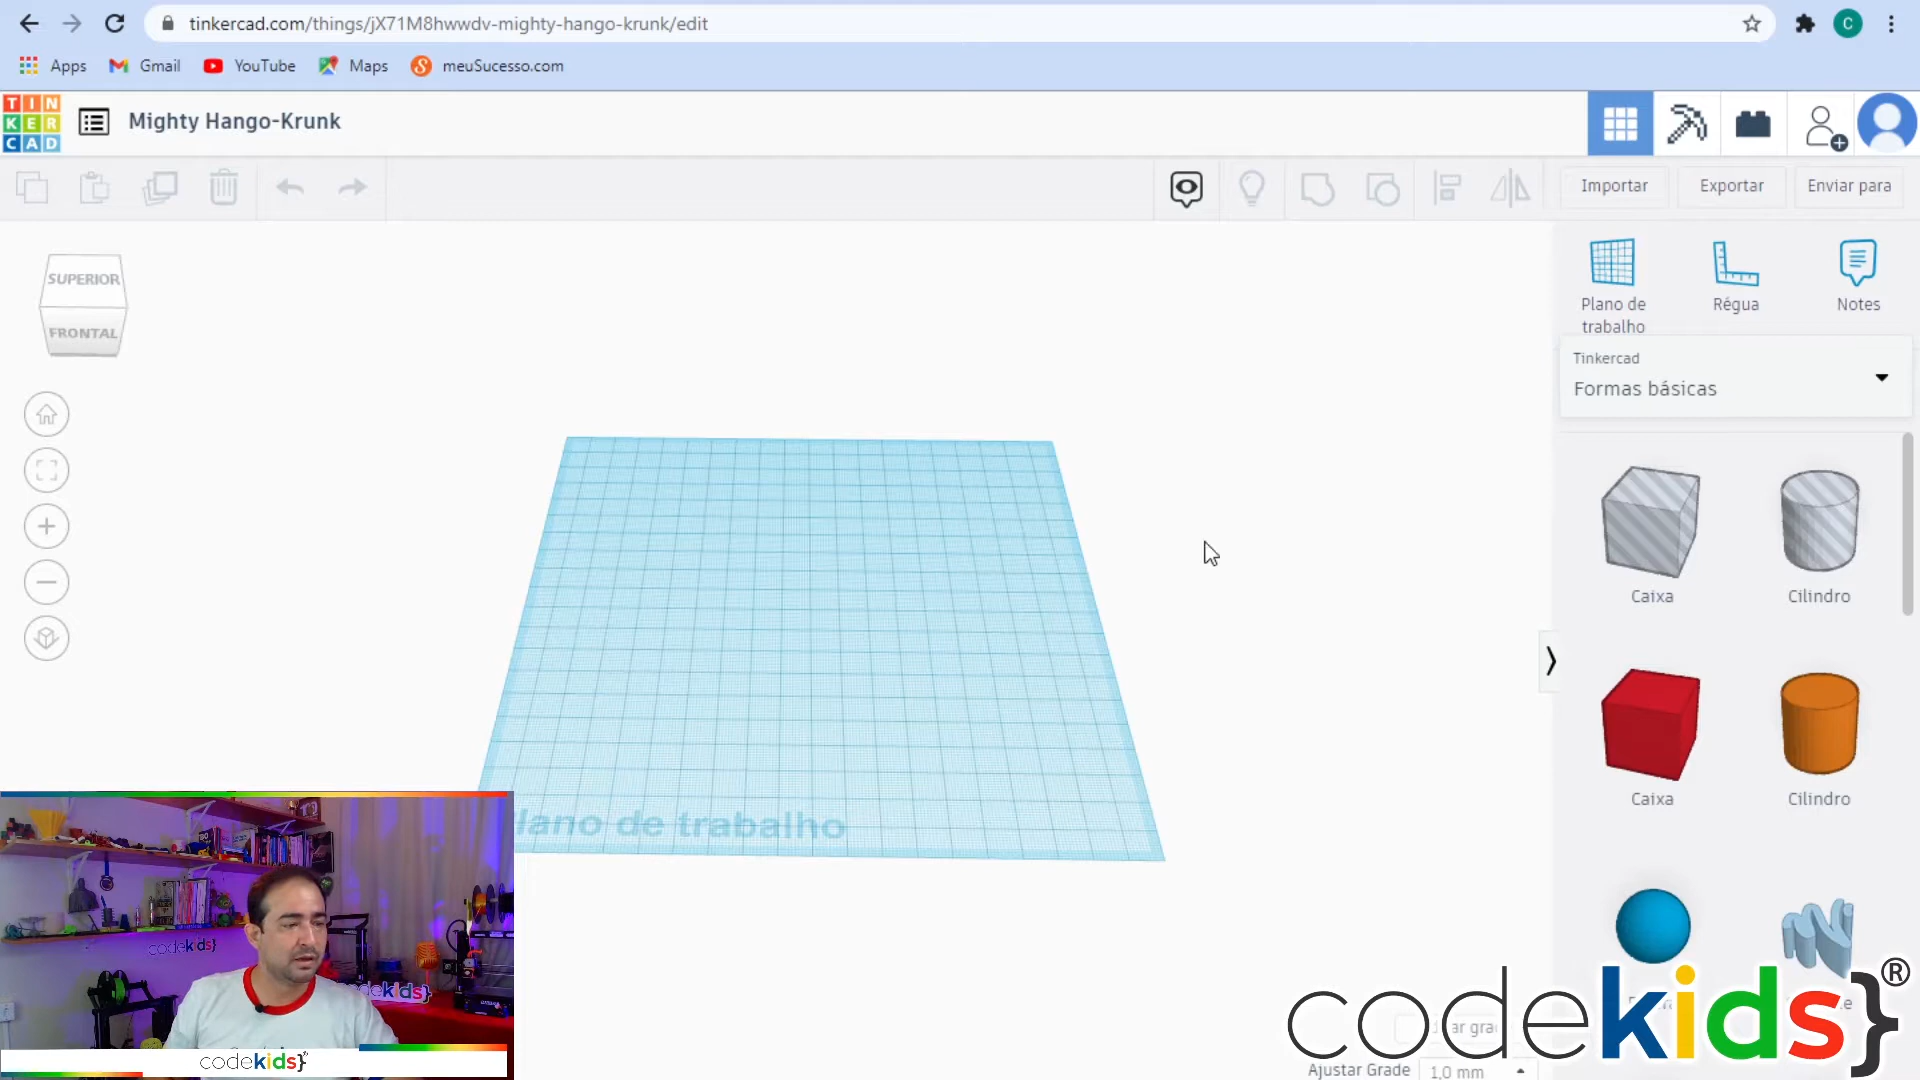 tinkercad.com/things/jX71M8hwwdv-mighty-hango-krunk/edit
C
Apps Gmail YouTube Maps meuSucesso.com
TIN
KER
CAD
Mighty Hango-Krunk
Importar Exportar Enviar para
SUPERIOR
FRONTAL
Plano de trabalho
Régua
Notes
Tinkercad
Formas básicas
Caixa Cilindro
Caixa Cilindro
lano de trabalho
codekids}
codekids}
codekids}
codekids}®
Ajustar Grade 1,0 mm